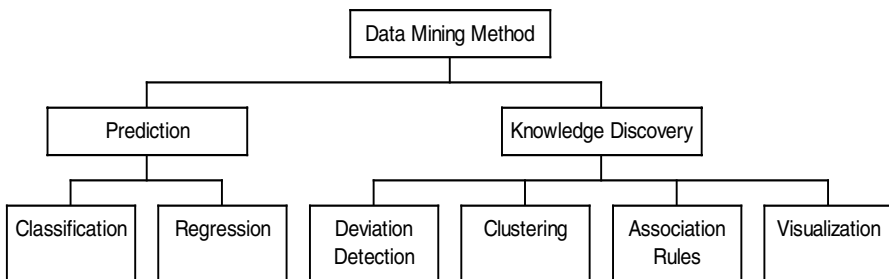 Data Mining Method
Prediction
Knowledge Discovery
Classification
Regression
Deviation
Detection
Clustering
Association
Rules
Visualization